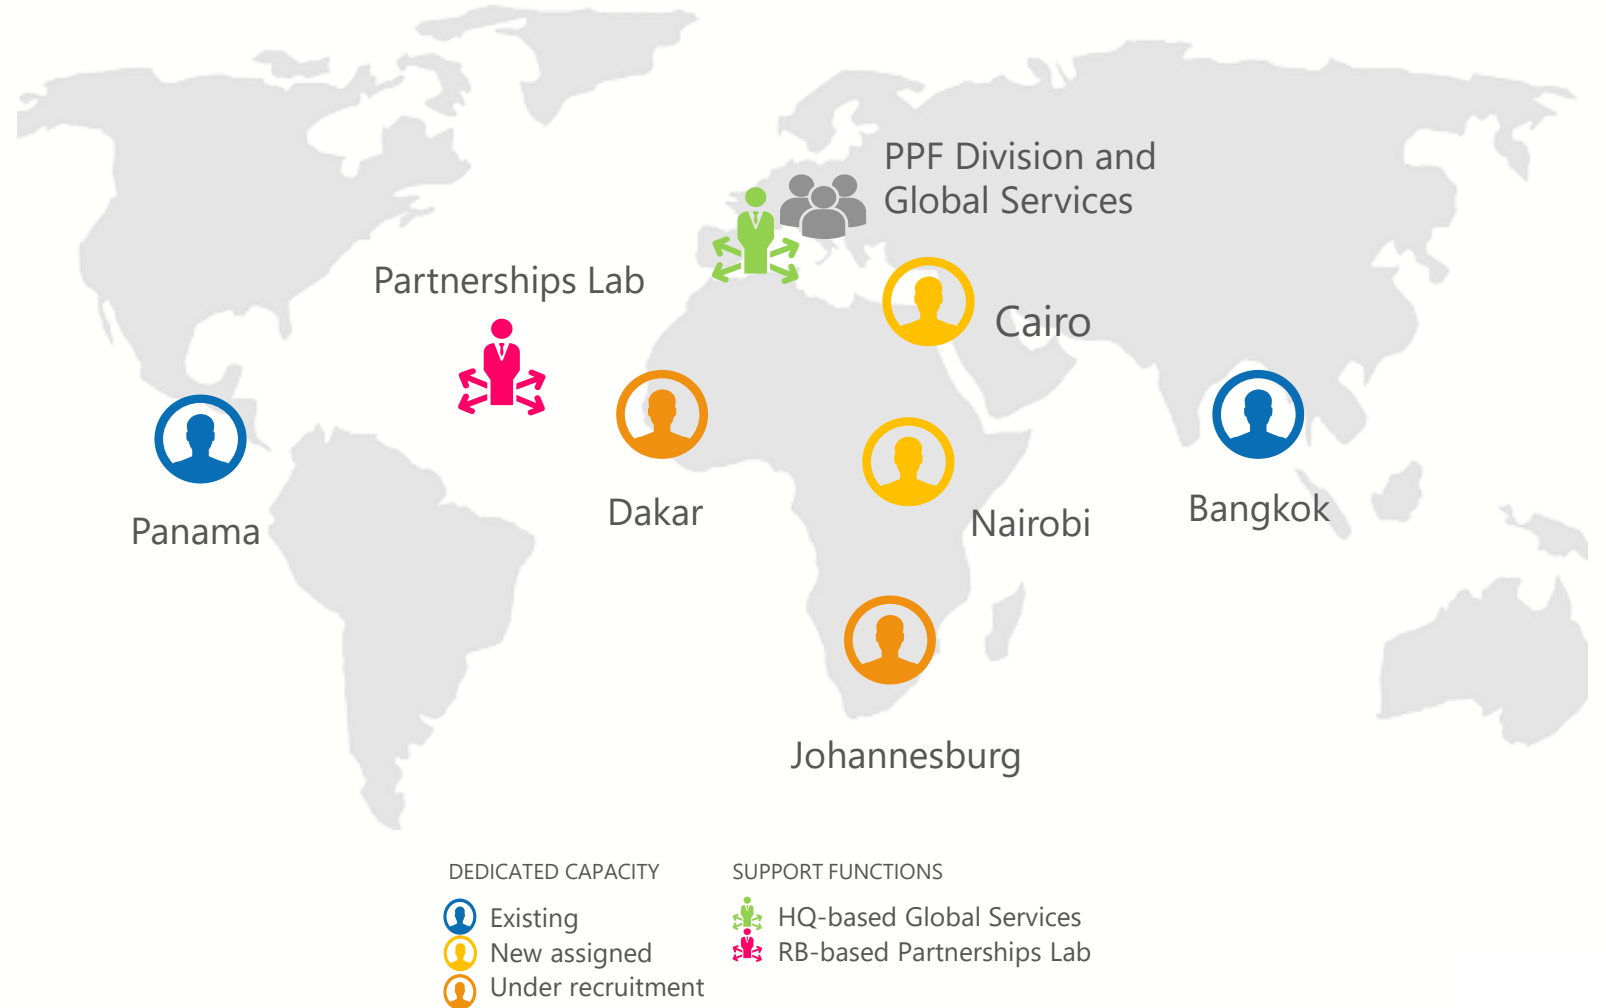 PPF Division and
Global Services
Partnerships Lab
Cairo
Panama
Dakar
Nairobi
Bangkok
Johannesburg
DEDICATED CAPACITY
Existing
New assigned
Under recruitment
SUPPORT FUNCTIONS
HQ-based Global Services
RB-based Partnerships Lab